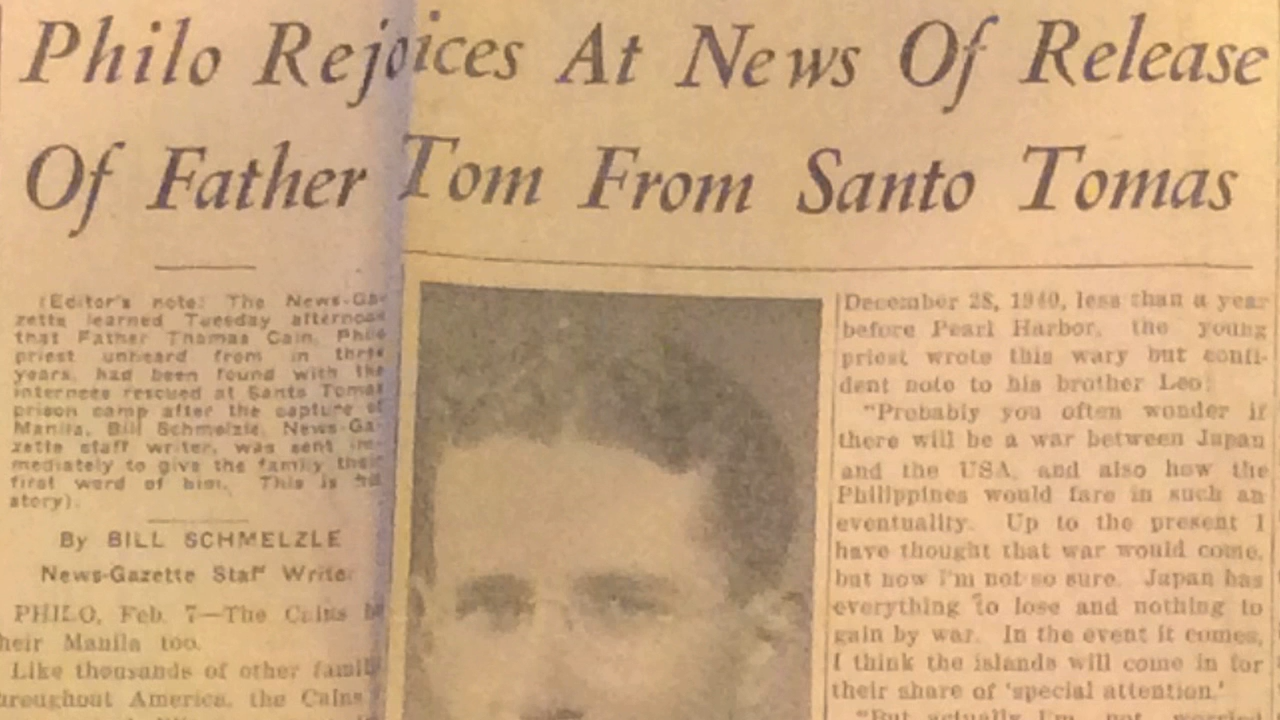 Philo Rejoices At News Of Release
Of Father Tom From Santo Tomas
(Editor's note: The News-Ga-
zette learned Tuesday afternoon
that Father Thomas Cain, Philo
priest unheard from in three
years, had been found with the
internees rescued at Santo Tomas
prison camp after the capture of
Manila. Bill Schmelzle, News-Ga-
zette staff writer, was sent im-
mediately to give the family their
first word of him. This is his
story).
By BILL SCHMELZLE
News-Gazette Staff Writer
PHILO, Feb. 7—The Cains
their Manila too.
Like thousands of other
throughout America, the Cains
December 28, 1940, less than a year
before Pearl Harbor, the young
priest wrote this wary but confi-
dent note to his brother Leo:
"Probably you often wonder if
there will be a war between Japan
and the USA, and also how the
Philippines would fare in such an
eventuality. Up to the present I
have thought that war would come,
but now I'm not so sure. Japan has
everything to lose and nothing to
gain by war. In the event it comes,
I think the islands will come in for
their share of 'special attention.'
"But actually I'm not